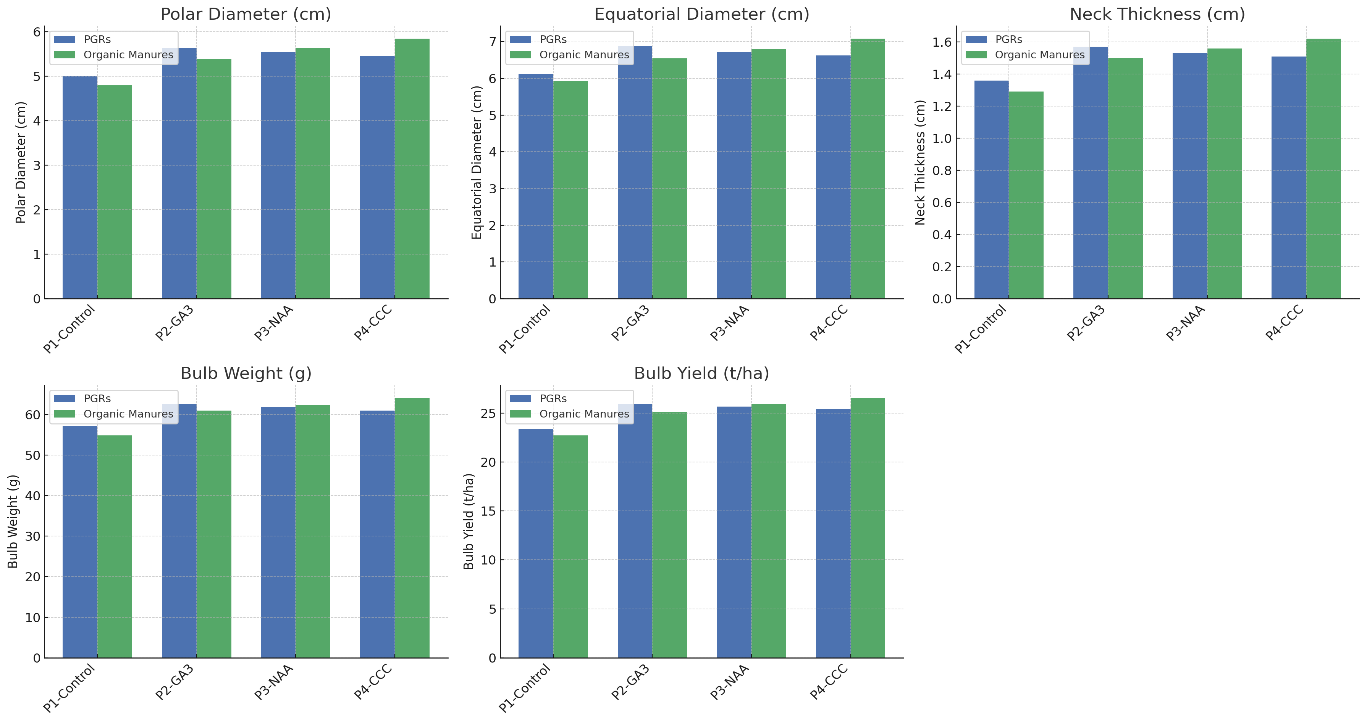 Polar Diameter (cm)
PGRs
Organic Manures
Polar Diameter (cm)
6
5
4
3
2
1
0
P1-Control
P2-GA3
P3-NAA
P4-CCC
Equatorial Diameter (cm)
PGRs
Organic Manures
Equatorial Diameter (cm)
7
6
5
4
3
2
1
0
P1-Control
P2-GA3
P3-NAA
P4-CCC
Neck Thickness (cm)
PGRs
Organic Manures
Neck Thickness (cm)
1.6
1.4
1.2
1.0
0.8
0.6
0.4
0.2
0.0
P1-Control
P2-GA3
P3-NAA
P4-CCC
Bulb Weight (g)
PGRs
Organic Manures
Bulb Weight (g)
60
50
40
30
20
10
0
P1-Control
P2-GA3
P3-NAA
P4-CCC
Bulb Yield (t/ha)
PGRs
Organic Manures
Bulb Yield (t/ha)
25
20
15
10
5
0
P1-Control
P2-GA3
P3-NAA
P4-CCC